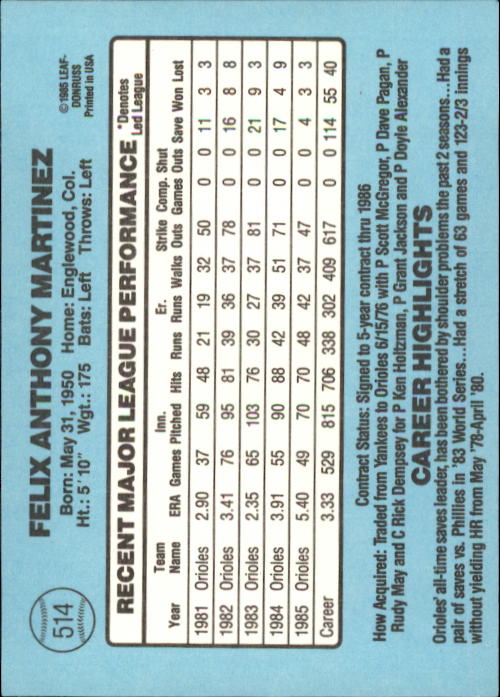 514
FELIX ANTHONY MARTINEZ
Born: May 31, 1950 Home: Englewood, Col.
Ht.: 5'10" Wgt.: 175 Bats: Left Throws: Left
©1985 LEAF-
DONRUSS
Printed in USA
RECENT MAJOR LEAGUE PERFORMANCE *Denotes
Led League
Team Inn. Er. Strike Comp. Shut
Year Name ERA Games Pitched Hits Runs Runs Walks Outs Games Outs Save Won Lost
1981 Orioles 2.90 37 59 48 21 19 32 50 0 0 11 3 3
1982 Orioles 3.41 76 95 81 39 36 37 78 0 0 16 8 8
1983 Orioles 2.35 65 103 76 30 27 37 81 0 0 21 9 3
1984 Orioles 3.91 55 90 88 42 39 51 71 0 0 17 4 9
1985 Orioles 5.40 49 70 70 48 42 37 47 0 0 4 3 3
Career 3.33 529 815 706 338 302 409 617 0 0 114 55 40
Contract Status: Signed to 5-year contract thru 1986
How Acquired: Traded from Yankees to Orioles 6/15/76 with P Scott McGregor, P Dave Pagan, P
Rudy May and C Rick Dempsey for P Ken Holtzman, P Grant Jackson and P Doyle Alexander
CAREER HIGHLIGHTS
Orioles' all-time saves leader, has been bothered by shoulder problems the past 2 seasons...Had a
pair of saves vs. Phillies in '83 World Series...Had a stretch of 63 games and 123-2/3 innings
without yielding HR from May '78-April '80.